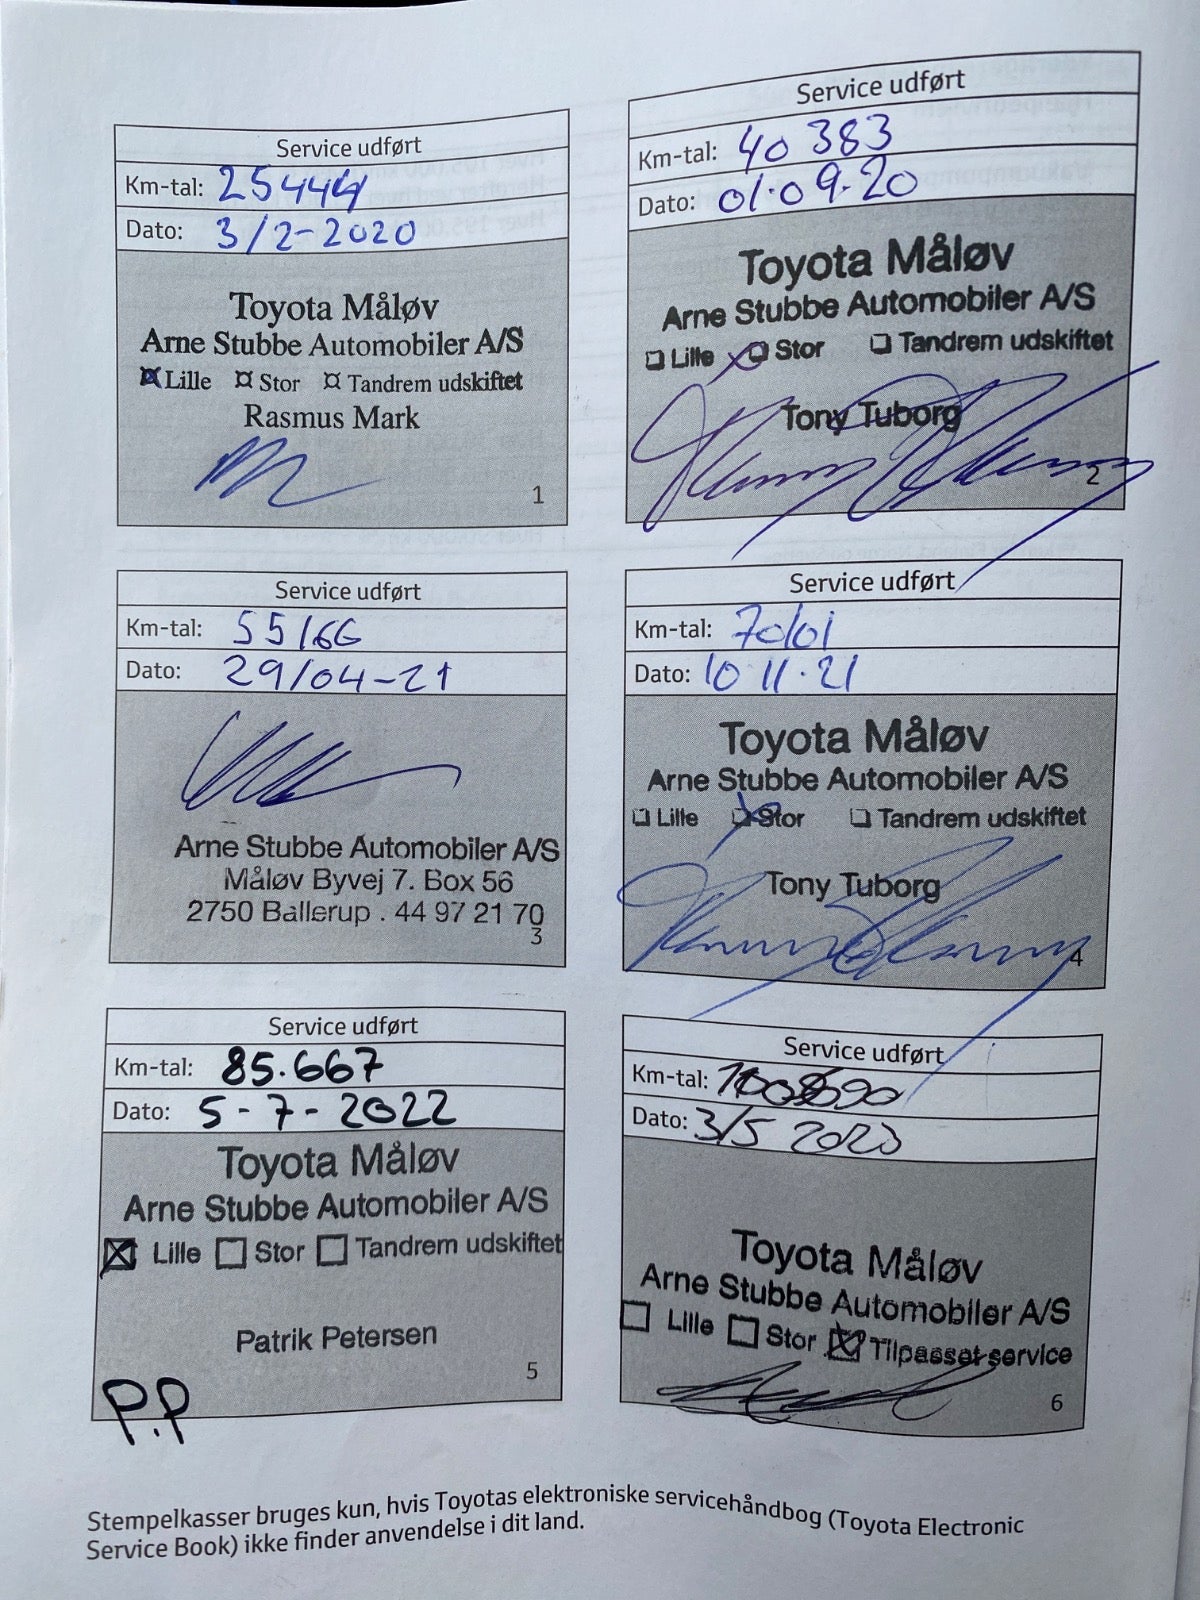 Service udført
Km-tal: 25444
Dato: 3/2-2020
Toyota Måløv
Arne Stubbe Automobiler A/S
Lille Stor Tandrem udskiftet
Rasmus Mark
1
Service udført
Km-tal: 40 383
Dato: 01.09.20
Toyota Måløv
Arne Stubbe Automobiler A/S
Lille Stor Tandrem udskiftet
Tony Tuborg
2
Service udført
Km-tal: 55166
Dato: 29/04-21
Arne Stubbe Automobiler A/S
Måløv Byvej 7. Box 56
2750 Ballerup . 44 97 21 70
3
Service udført
Km-tal: 70101
Dato: 10.11.21
Toyota Måløv
Arne Stubbe Automobiler A/S
Lille Stor Tandrem udskiftet
Tony Tuborg
4
Service udført
Km-tal: 85.667
Dato: 5-7-2022
Toyota Måløv
Arne Stubbe Automobiler A/S
Lille Stor Tandrem udskiftet
Patrik Petersen
5
P.P
Service udført
Km-tal:
Dato: 3/5 2023
Toyota Måløv
Arne Stubbe Automobiler A/S
Lille Stor Tilpasset service
6
Stempelkasser bruges kun, hvis Toyotas elektroniske servicehåndbog (Toyota Electronic
Service Book) ikke finder anvendelse i dit land.